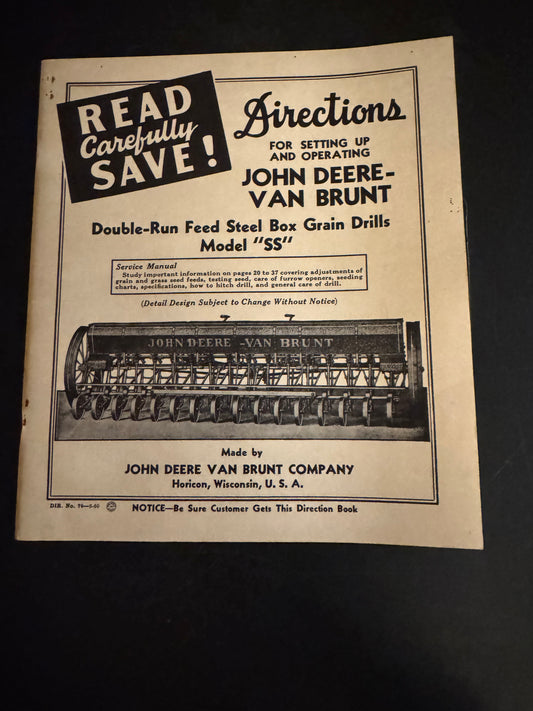 READ
Carefully
SAVE!
Directions
FOR SETTING UP
AND OPERATING
JOHN DEERE-
VAN BRUNT
Double-Run Feed Steel Box Grain Drills
Model "SS"
Service Manual
Study important information on pages 20 to 37 covering adjustments of
grain and grass seed feeds, testing seed, care of furrow openers, seeding
charts, specifications, how to hitch drill, and general care of drill.
(Detail Design Subject to Change Without Notice)
JOHN DEERE-VAN BRUNT
Made by
JOHN DEERE VAN BRUNT COMPANY
Horicon, Wisconsin, U. S. A.
DIR. No.
NOTICE—Be Sure Customer Gets This Direction Book